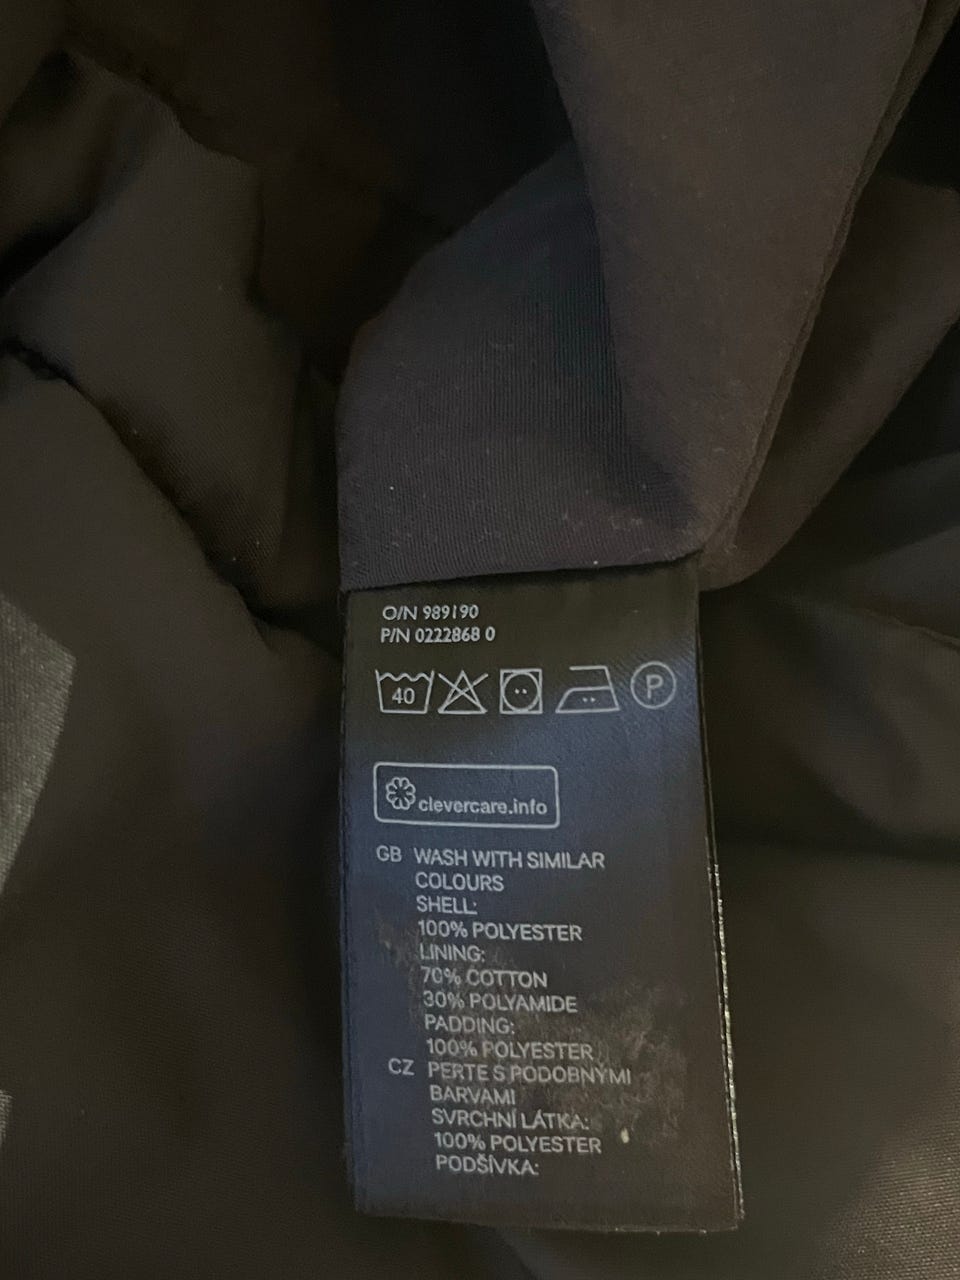 O/N 989190
P/N 0222868 0
40 P
clevercare.info
GB WASH WITH SIMILAR
COLOURS
SHELL:
100% POLYESTER
LINING:
70% COTTON
30% POLYAMIDE
PADDING:
100% POLYESTER
CZ PERTE S PODOBNÝMI
BARVAMI
SVRCHNÍ LÁTKA:
100% POLYESTER
PODŠÍVKA: